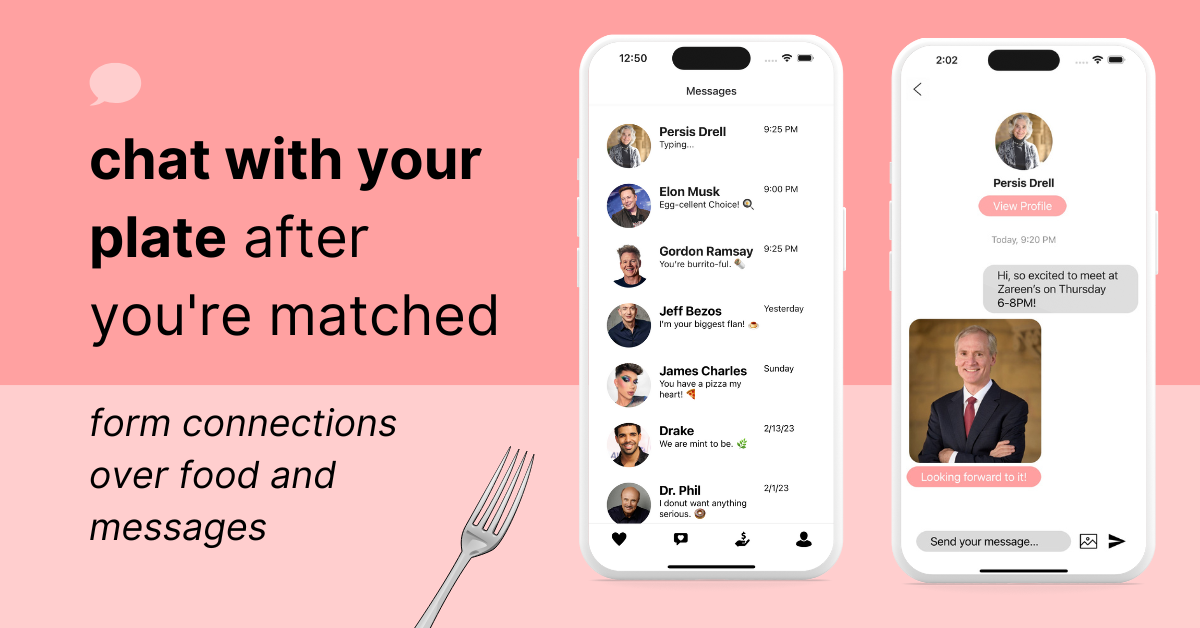 chat with your
plate after
you're matched
form connections
over food and
messages
12:50
Messages
Persis Drell
9:25 PM
Typing...
Elon Musk
9:00 PM
Egg-cellent Choice! 🍳
Gordon Ramsay
9:25 PM
You're burrito-ful. 🌯
Jeff Bezos
Yesterday
I'm your biggest flan! 🍮
James Charles
Sunday
You have a pizza my
heart! 🍕
Drake
2/13/23
We are mint to be. 🌿
Dr. Phil
2/1/23
I donut want anything
serious. 🍩
2:02
Persis Drell
View Profile
Today, 9:20 PM
Hi, so excited to meet at
Zareen's on Thursday
6-8PM!
Looking forward to it!
Send your message...